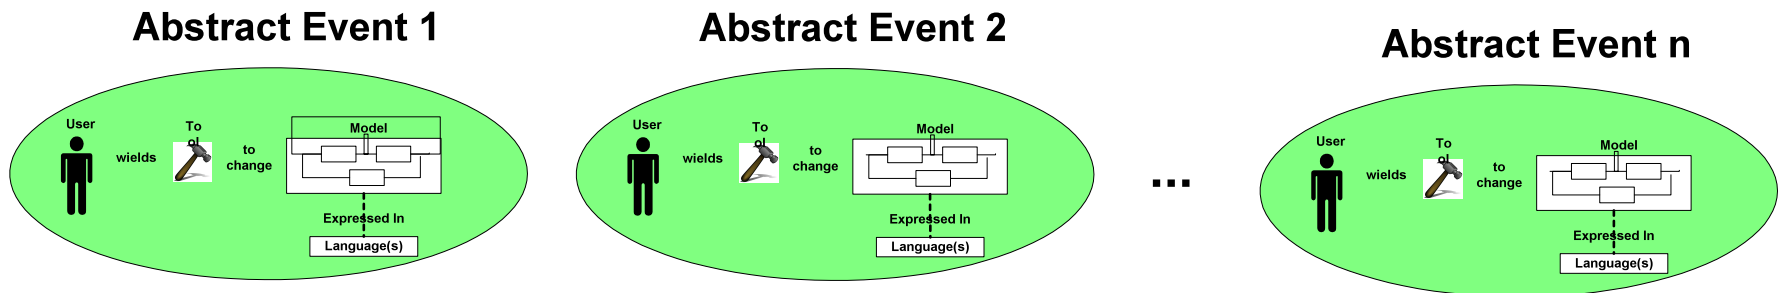 Abstract Event 1
User
wields
To
ol
to
change
Model
Expressed In
Language(s)
Abstract Event 2
User
wields
To
ol
to
change
Model
Expressed In
Language(s)
...
Abstract Event n
User
wields
To
ol
to
change
Model
Expressed In
Language(s)